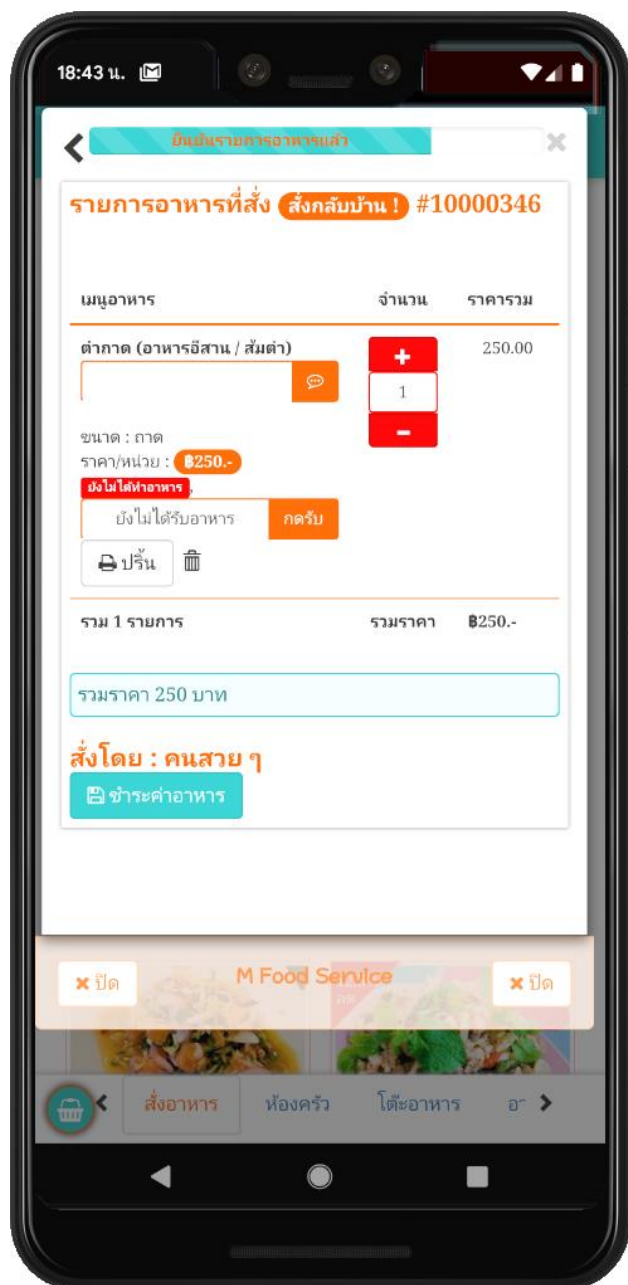 18:43 น.
ยืนยันรายการอาหารแล้ว
รายการอาหารที่สั่ง สั่งกลับบ้าน ! #10000346
เมนูอาหาร จำนวน ราคารวม
ตำถาด (อาหารอีสาน / ส้มตำ) 250.00
1
ขนาด : ถาด
ราคา/หน่วย : ฿250.-
ยังไม่ได้ทำอาหาร ,
ยังไม่ได้รับอาหาร กดรับ
ปริ้น
รวม 1 รายการ รวมราคา ฿250.-
รวมราคา 250 บาท
สั่งโดย : คนสวย ๆ
ชำระค่าอาหาร
ปิด M Food Service ปิด
สั่งอาหาร ห้องครัว โต๊ะอาหาร